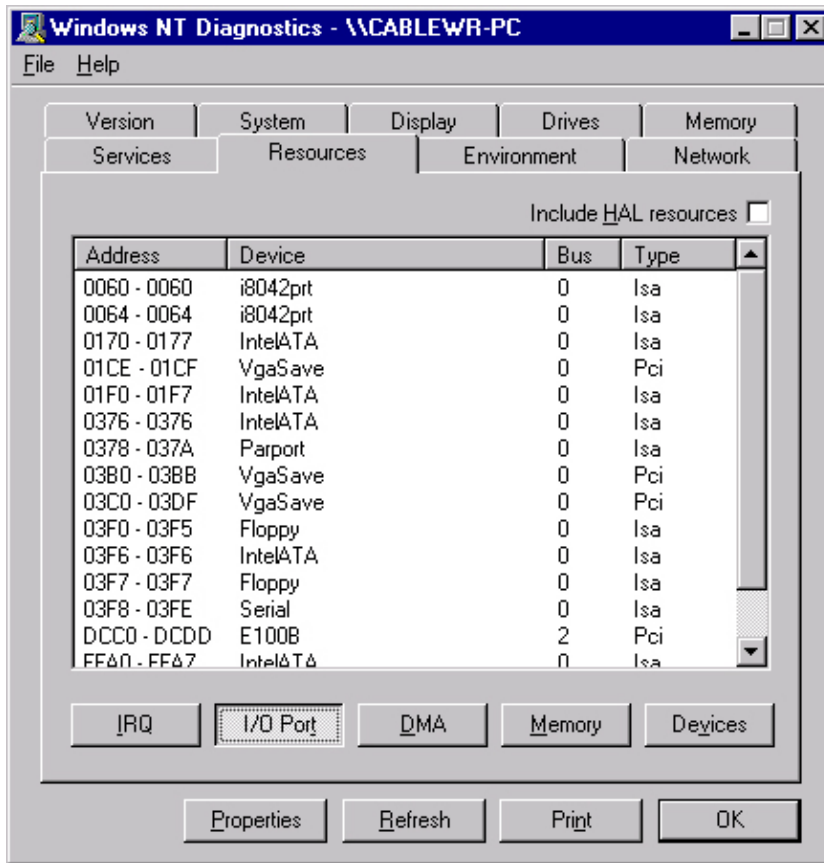 Windows NT Diagnostics - \\CABLEWR-PC
File Help
Version System Display Drives Memory
Services Resources Environment Network
Include HAL resources
Address Device Bus Type
0060 - 0060 i8042prt 0 Isa
0064 - 0064 i8042prt 0 Isa
0170 - 0177 IntelATA 0 Isa
01CE - 01CF VgaSave 0 Pci
01F0 - 01F7 IntelATA 0 Isa
0376 - 0376 IntelATA 0 Isa
0378 - 037A Parport 0 Isa
03B0 - 03BB VgaSave 0 Pci
03C0 - 03DF VgaSave 0 Pci
03F0 - 03F5 Floppy 0 Isa
03F6 - 03F6 IntelATA 0 Isa
03F7 - 03F7 Floppy 0 Isa
03F8 - 03FE Serial 0 Isa
DCC0 - DCDD E100B 2 Pci
FFA0 - FFA7 IntelATA 0 Isa
IRQ I/O Port DMA Memory Devices
Properties Refresh Print OK